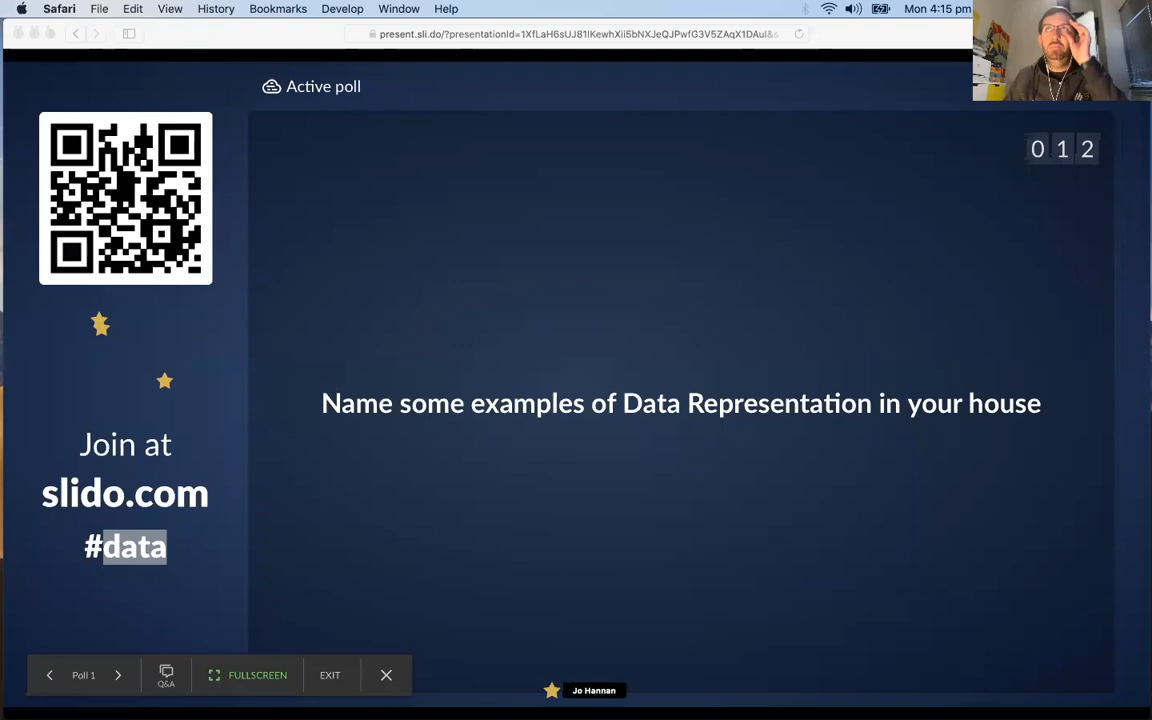 Safari File Edit View History Bookmarks Develop Window Help Mon 4:15 pm
Active poll
0 1 2
Name some examples of Data Representation in your house
Join at
slido.com
#data
Poll 1
Q&A
FULLSCREEN
EXIT
Jo Hannan